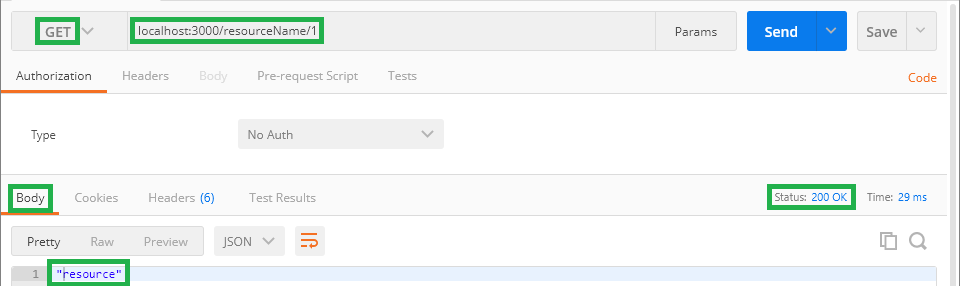 GET localhost:3000/resourceName/1 Params Send Save
Authorization Headers Body Pre-request Script Tests Code
Type No Auth
Body Cookies Headers (6) Test Results Status: 200 OK Time: 29 ms
Pretty Raw Preview JSON
1 "resource"